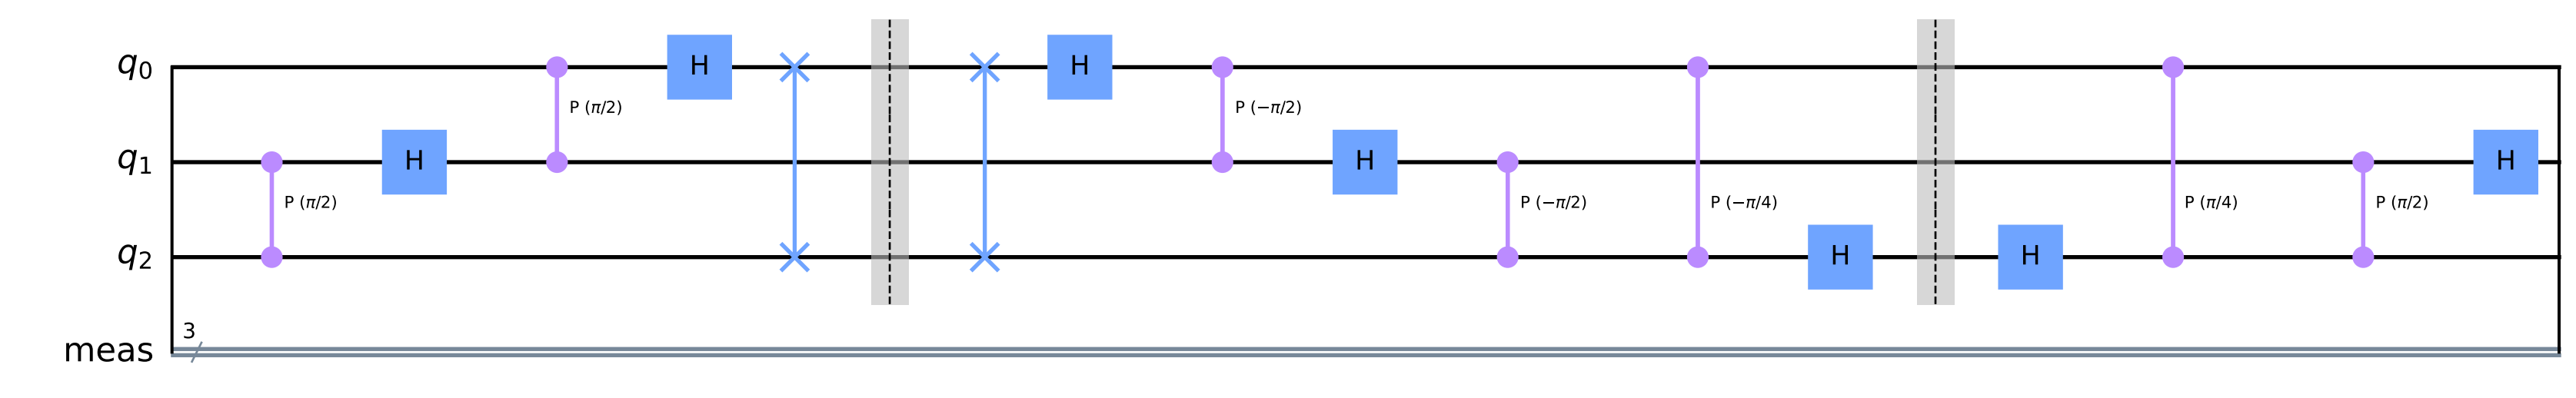 q0 H H
P (π/2) P (−π/2)
q1 H H H
P (π/2) P (−π/2) P (−π/4) P (π/4) P (π/2)
q2 H H
3
meas